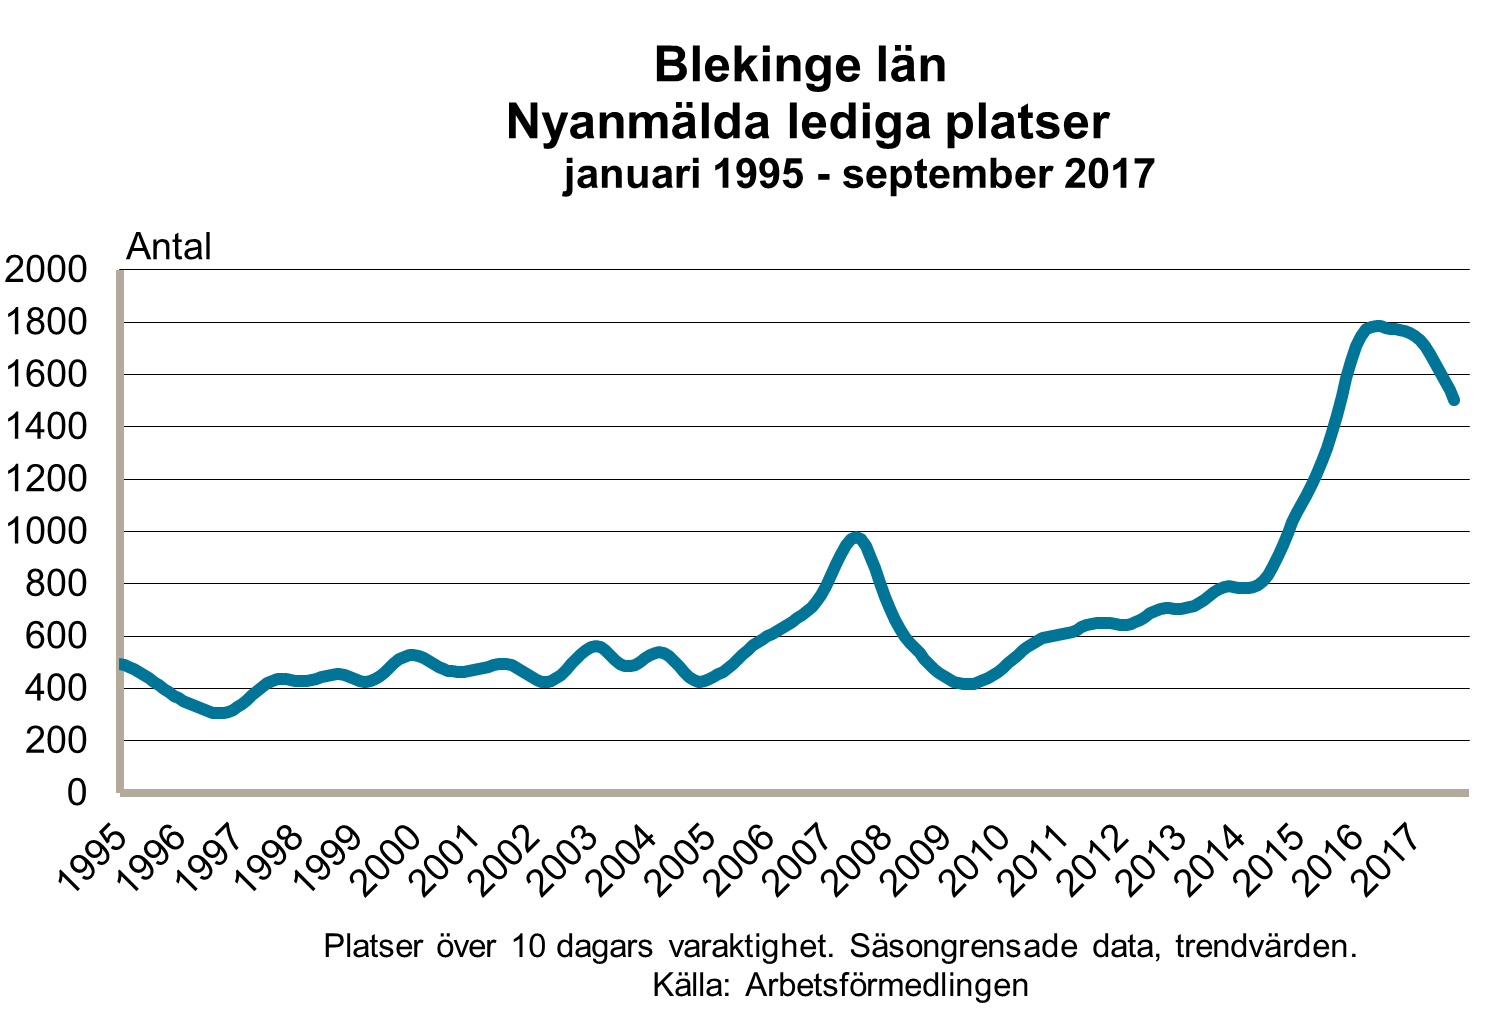 Blekinge län
Nyanmälda lediga platser
januari 1995 - september 2017
Antal
2000
1800
1600
1400
1200
1000
800
600
400
200
0
1995 1996 1997 1998 1999 2000 2001 2002 2003 2004 2005 2006 2007 2008 2009 2010 2011 2012 2013 2014 2015 2016 2017
Platser över 10 dagars varaktighet. Säsongrensade data, trendvärden.
Källa: Arbetsförmedlingen